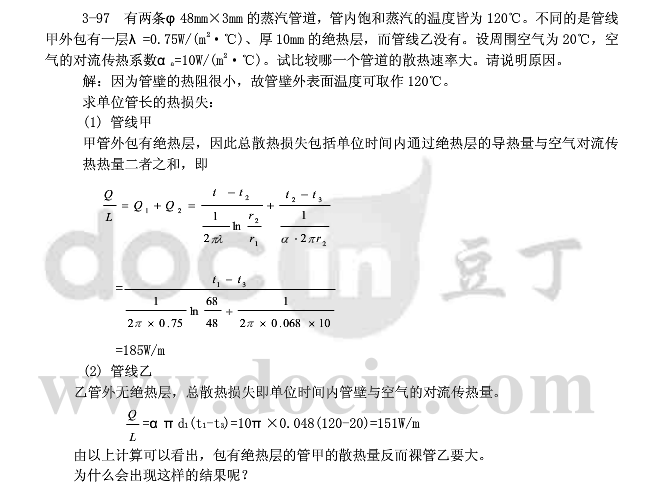 3-97 有两条φ 48mm×3mm 的蒸汽管道，管内饱和蒸汽的温度皆为 120℃。不同的是管线
甲外包有一层λ =0.75W/(m²·℃)、厚 10mm 的绝热层，而管线乙没有。设周围空气为 20℃，空
气的对流传热系数α ₀=10W/(m²·℃)。试比较哪一个管道的散热速率大。请说明原因。
解：因为管壁的热阻很小，故管壁外表面温度可取作 120℃。
求单位管长的热损失：
(1) 管线甲
甲管外包有绝热层，因此总散热损失包括单位时间内通过绝热层的导热量与空气对流传
热热量二者之和，即
Q/L = Q₁ + Q₂ = (t - t₂)/((1/2πλ) ln (r₂/r₁)) + (t₂ - t₃)/(1/(α·2πr₂))
=(t₁ - t₃)/((1/(2π × 0.75)) ln (68/48) + 1/(2π × 0.068 × 10))
=185W/m
(2) 管线乙
乙管外无绝热层，总散热损失即单位时间内管壁与空气的对流传热量。
Q/L =α π d₁(t₁-t₃)=10π ×0.048(120-20)=151W/m
由以上计算可以看出，包有绝热层的管甲的散热量反而裸管乙要大。
为什么会出现这样的结果呢？
docin 豆丁
www.docin.com